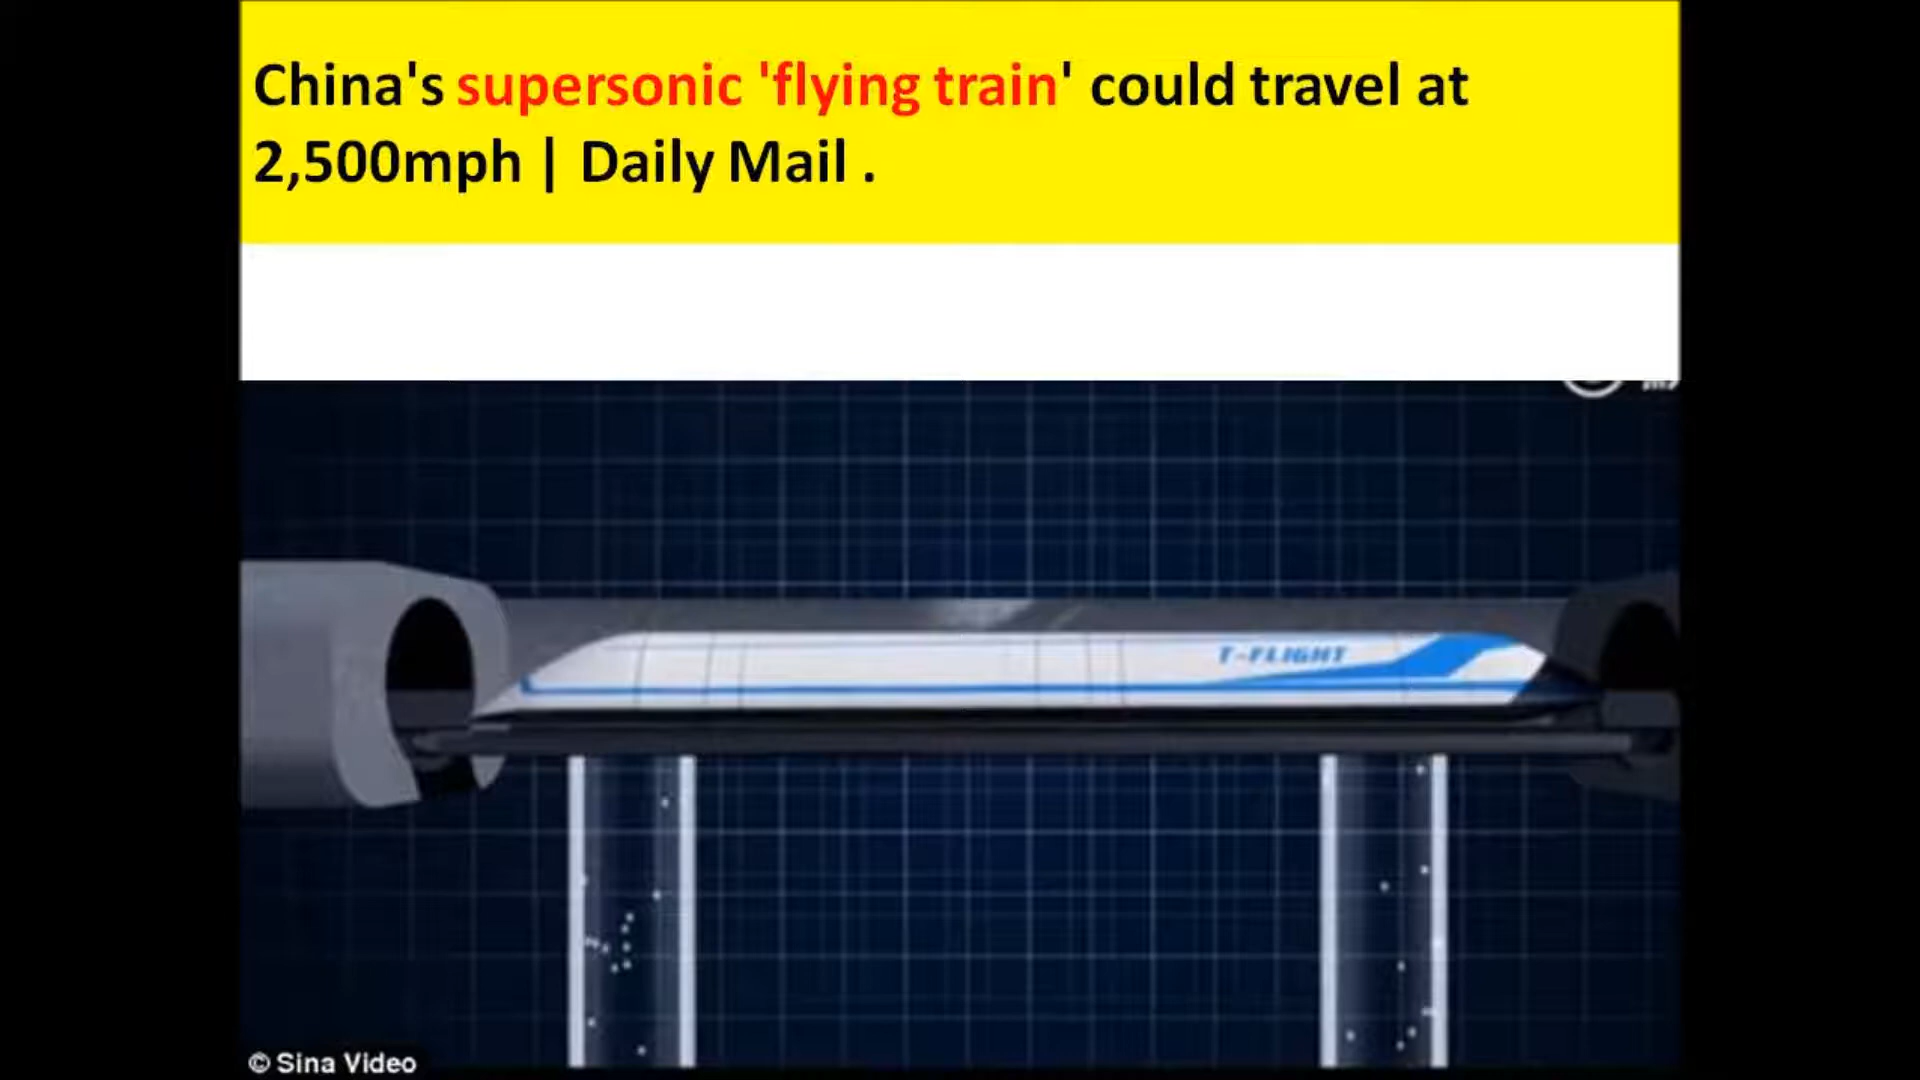 China's supersonic 'flying train' could travel at
2,500mph | Daily Mail .
T-FLIGHT
© Sina Video